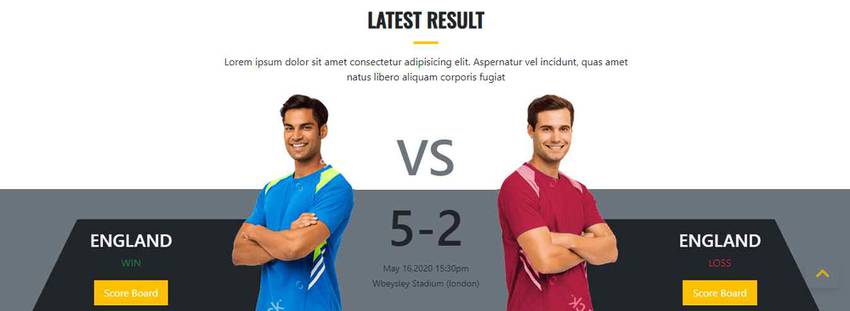 LATEST RESULT
Lorem ipsum dolor sit amet consectetur adipisicing elit. Aspernatur vel incidunt, quas amet
natus libero aliquam corporis fugiat
VS
5-2
May 16.2020 15:30pm
Wbeysley Stadium (london)
ENGLAND
WIN
Score Board
ENGLAND
LOSS
Score Board